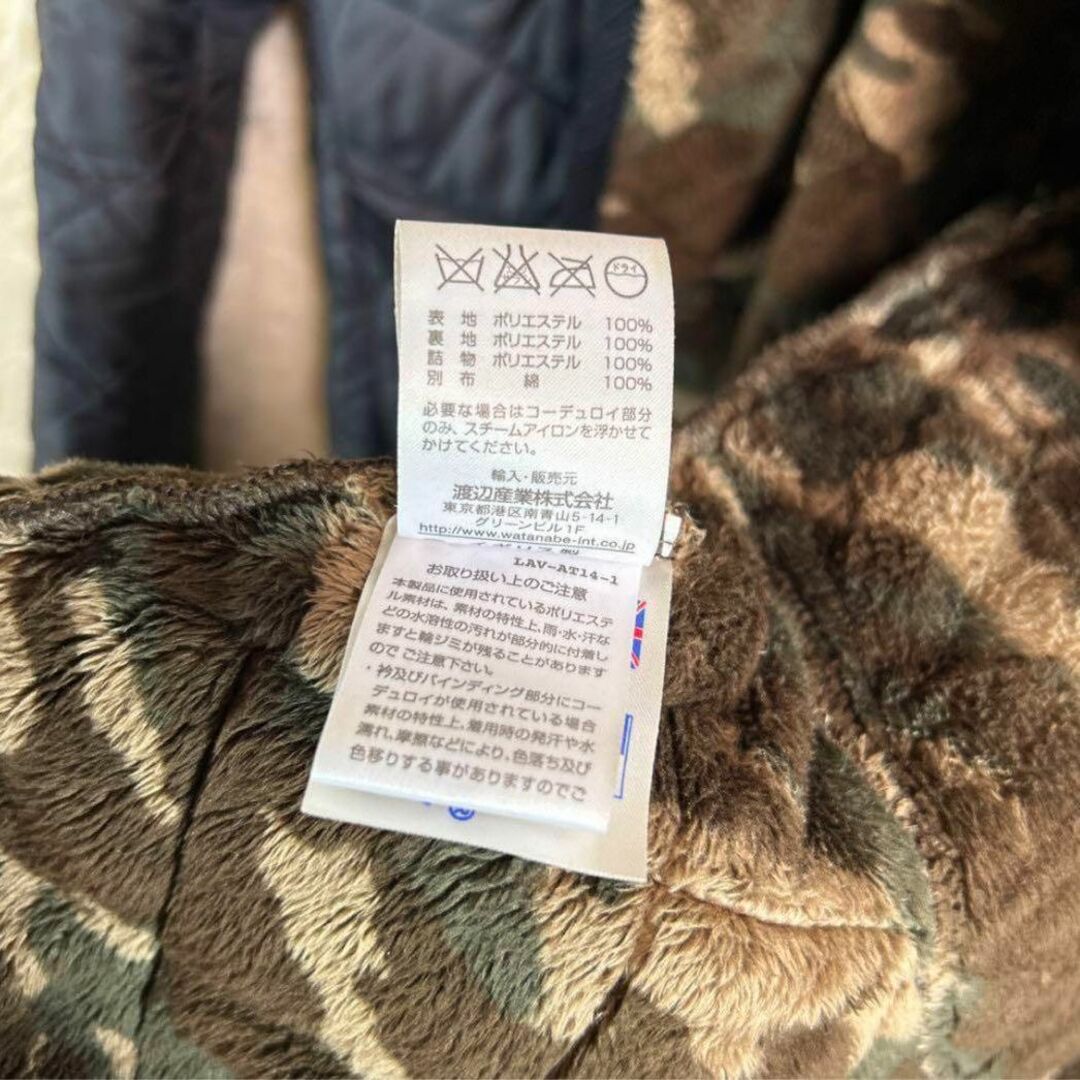 ドライ
表 地 ポリエステル 100%
裏 地 ポリエステル 100%
詰 物 ポリエステル 100%
別 布 綿 100%
必要な場合はコーデュロイ部分
のみ、スチームアイロンを浮かせて
かけてください。
輸入・販売元
渡辺産業株式会社
東京都港区南青山5-14-1
グリーンビル1F
http://www.watanabe-int.co.jp
イギリス製
LAV-AT14-1
お取り扱い上のご注意
本製品に使用されているポリエステ
ル素材は、素材の特性上、雨・水・汗な
どの水溶性の汚れが部分的に付着し
ますと輪ジミが残ることがあります
のでご注意下さい。
・衿及びバインディング部分にコー
デュロイが使用されている場合
素材の特性上、着用時の発汗や水
濡れ、摩擦などにより、色落ち及び
色移りする事がありますのでご